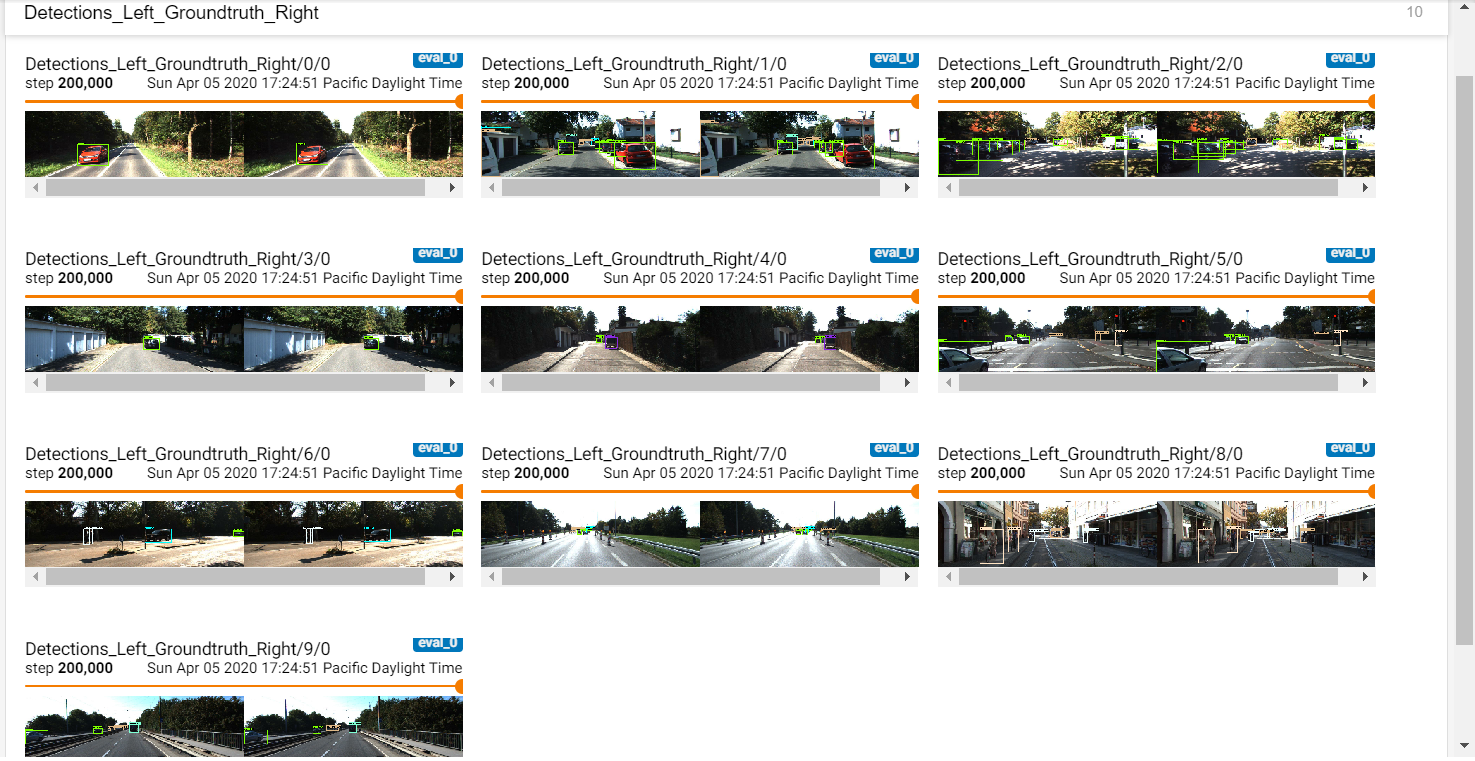 Detections_Left_Groundtruth_Right 10
Detections_Left_Groundtruth_Right/0/0 eval_0
step 200,000 Sun Apr 05 2020 17:24:51 Pacific Daylight Time
Detections_Left_Groundtruth_Right/1/0 eval_0
step 200,000 Sun Apr 05 2020 17:24:51 Pacific Daylight Time
Detections_Left_Groundtruth_Right/2/0 eval_0
step 200,000 Sun Apr 05 2020 17:24:51 Pacific Daylight Time
Detections_Left_Groundtruth_Right/3/0 eval_0
step 200,000 Sun Apr 05 2020 17:24:51 Pacific Daylight Time
Detections_Left_Groundtruth_Right/4/0 eval_0
step 200,000 Sun Apr 05 2020 17:24:51 Pacific Daylight Time
Detections_Left_Groundtruth_Right/5/0 eval_0
step 200,000 Sun Apr 05 2020 17:24:51 Pacific Daylight Time
Detections_Left_Groundtruth_Right/6/0 eval_0
step 200,000 Sun Apr 05 2020 17:24:51 Pacific Daylight Time
Detections_Left_Groundtruth_Right/7/0 eval_0
step 200,000 Sun Apr 05 2020 17:24:51 Pacific Daylight Time
Detections_Left_Groundtruth_Right/8/0 eval_0
step 200,000 Sun Apr 05 2020 17:24:51 Pacific Daylight Time
Detections_Left_Groundtruth_Right/9/0 eval_0
step 200,000 Sun Apr 05 2020 17:24:51 Pacific Daylight Time